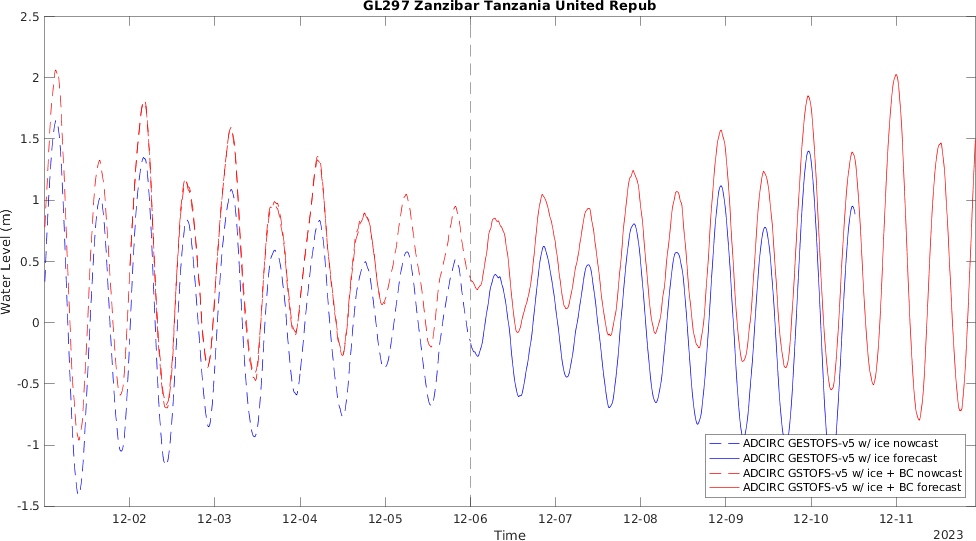 GL297 Zanzibar Tanzania United Repub
2.5
2
1.5
1
0.5
0
-0.5
-1
-1.5
Water Level (m)
ADCIRC GESTOFS-v5 w/ ice nowcast
ADCIRC GESTOFS-v5 w/ ice forecast
ADCIRC GSTOFS-v5 w/ ice + BC nowcast
ADCIRC GSTOFS-v5 w/ ice + BC forecast
12-02 12-03 12-04 12-05 12-06 12-07 12-08 12-09 12-10 12-11
Time
2023